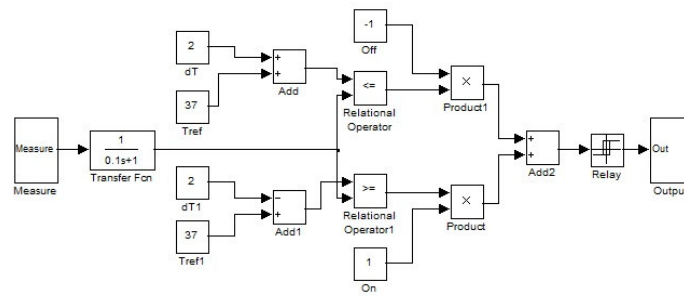 -1
Off
2
dT
+
+
Add
37
Tref
<=
Relational
Operator
×
Product1
Measure
Measure
1
0.1s+1
Transfer Fcn
+
+
Add2
Relay
Out
Output
2
dT1
−
+
Add1
37
Tref1
>=
Relational
Operator1
×
Product
1
On